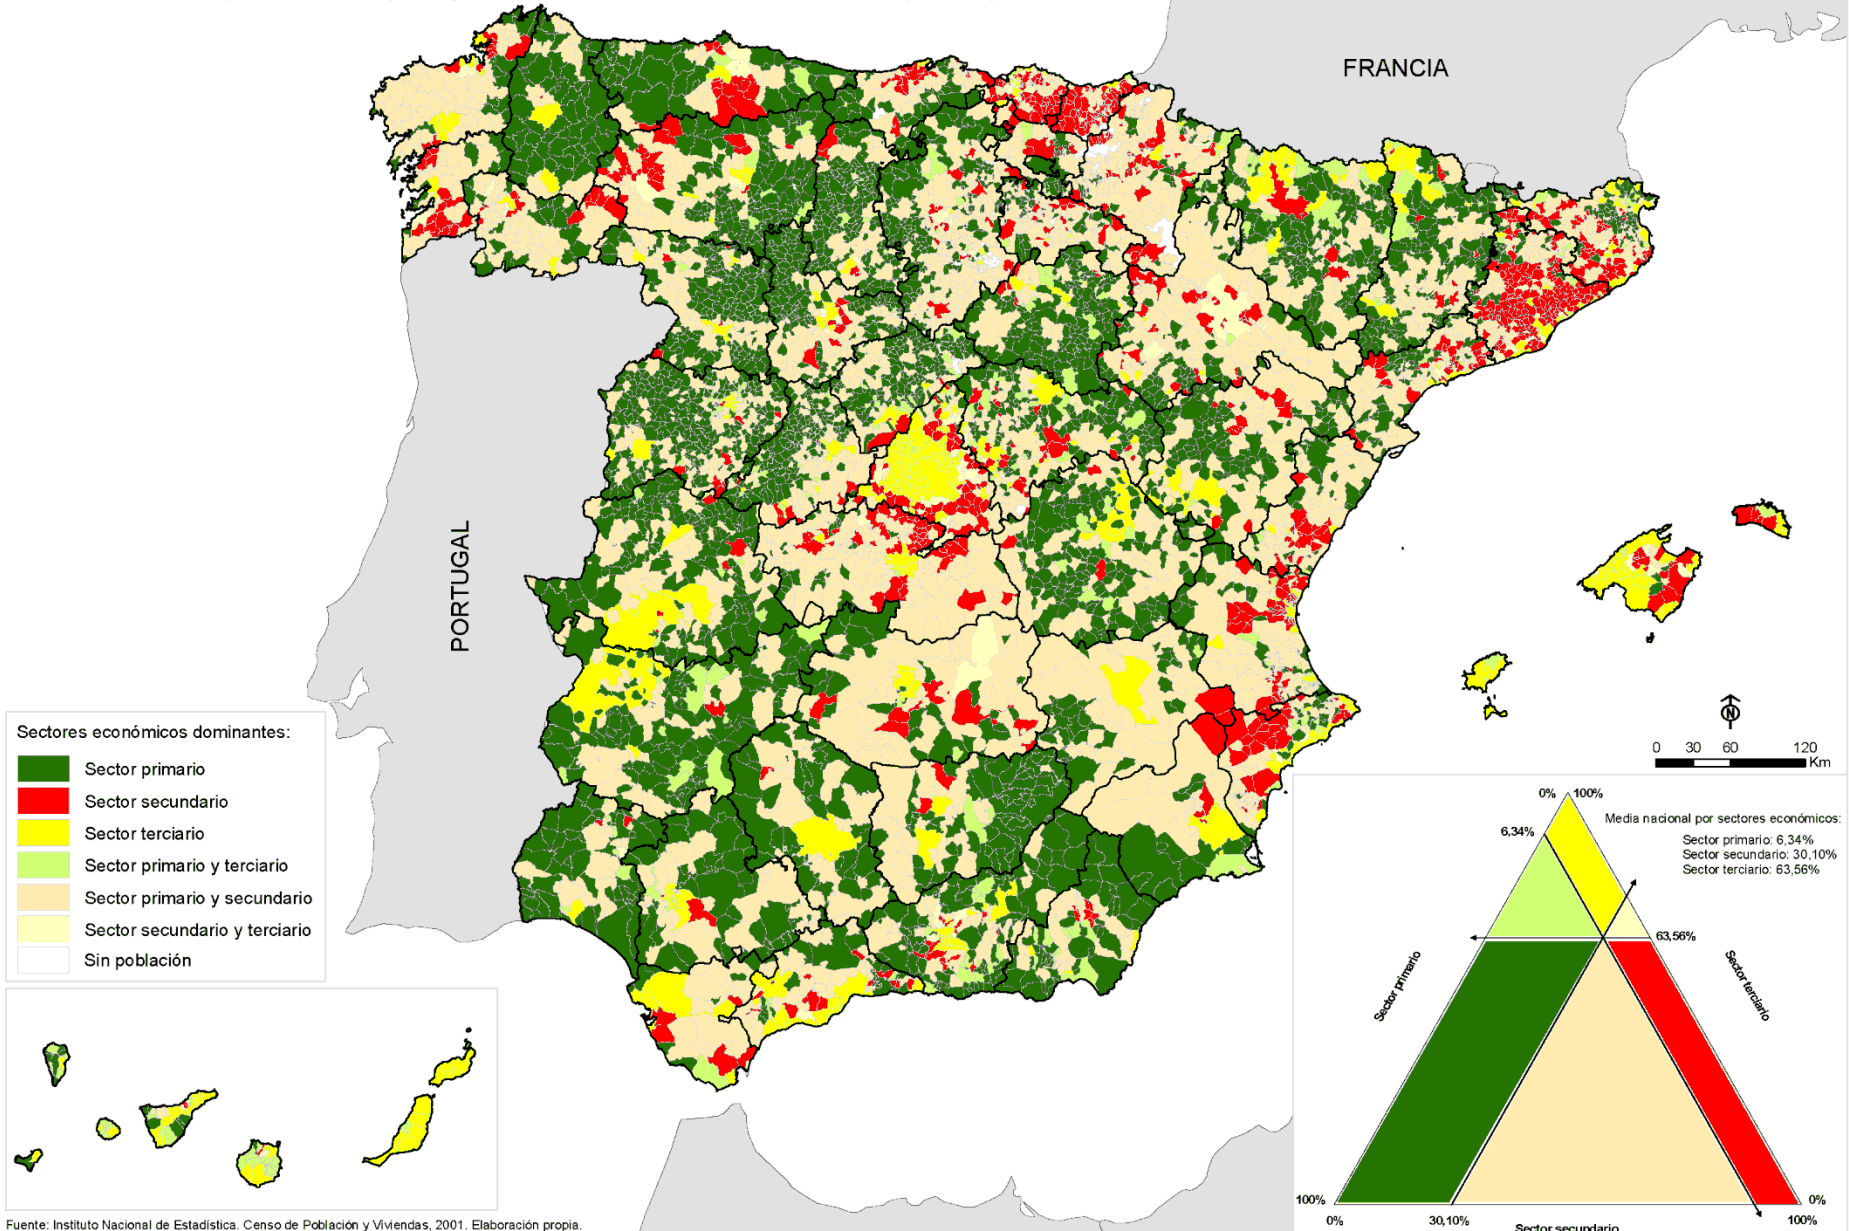 FRANCIA
PORTUGAL
N
0 30 60 120
Km
Sectores económicos dominantes:
Sector primario
Sector secundario
Sector terciario
Sector primario y terciario
Sector primario y secundario
Sector secundario y terciario
Sin población
0% 100%
6,34%
Media nacional por sectores económicos:
Sector primario: 6,34%
Sector secundario: 30,10%
Sector terciario: 63,56%
63,56%
Sector primario
Sector terciario
100% 0%
0% 30,10% Sector secundario 100%
Fuente: Instituto Nacional de Estadística. Censo de Población y Viviendas, 2001. Elaboración propia.